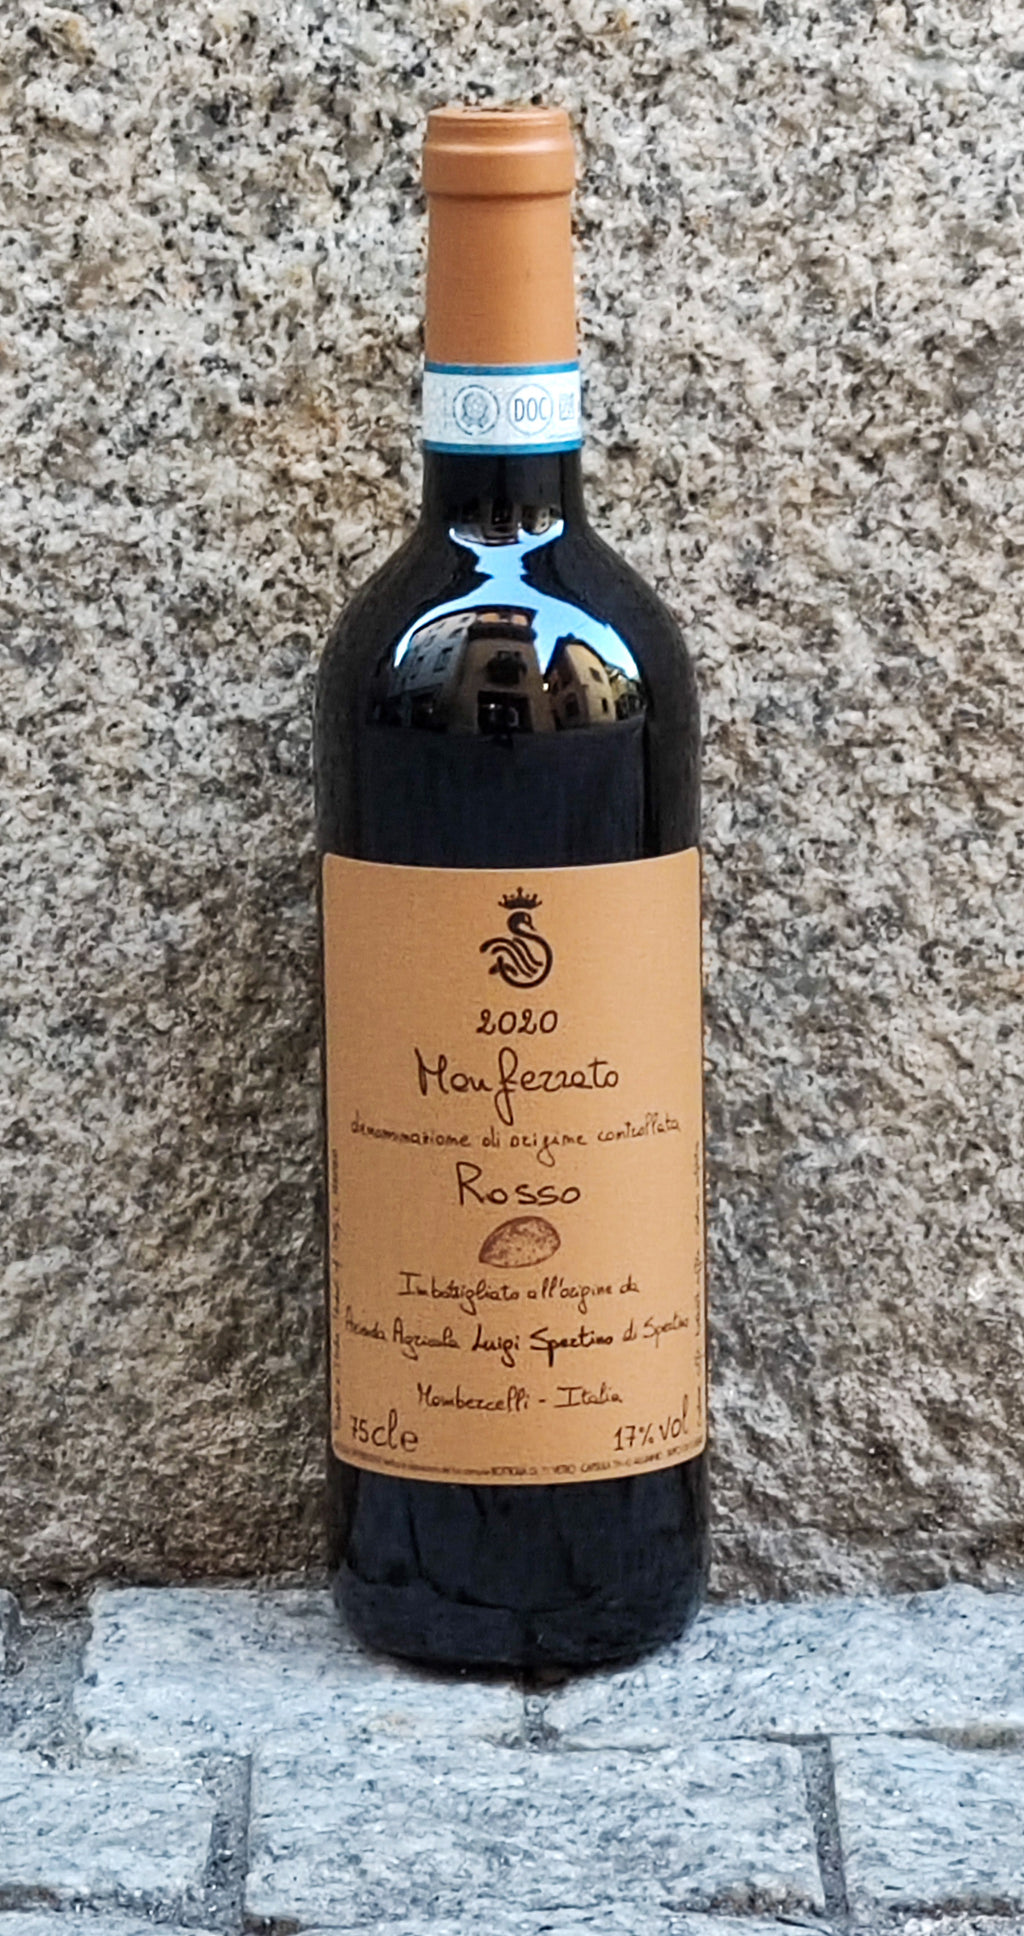 DOC
2020
Monferrato
denominazione di origine controllata
Rosso
Imbottigliato all'origine da
Azienda Agricola Luigi Spertino di Spertino
Mombercelli - Italia
75cl e 17% vol